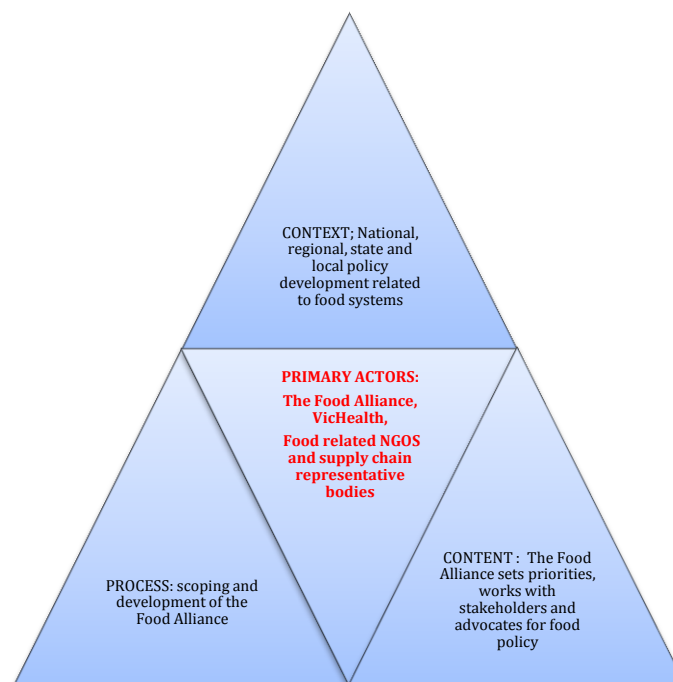 CONTEXT; National,
regional, state and
local policy
development related
to food systems
PRIMARY ACTORS:
The Food Alliance,
VicHealth,
Food related NGOS
and supply chain
representative
bodies
PROCESS: scoping and
development of the
Food Alliance
CONTENT : The Food
Alliance sets priorities,
works with
stakeholders and
advocates for food
policy